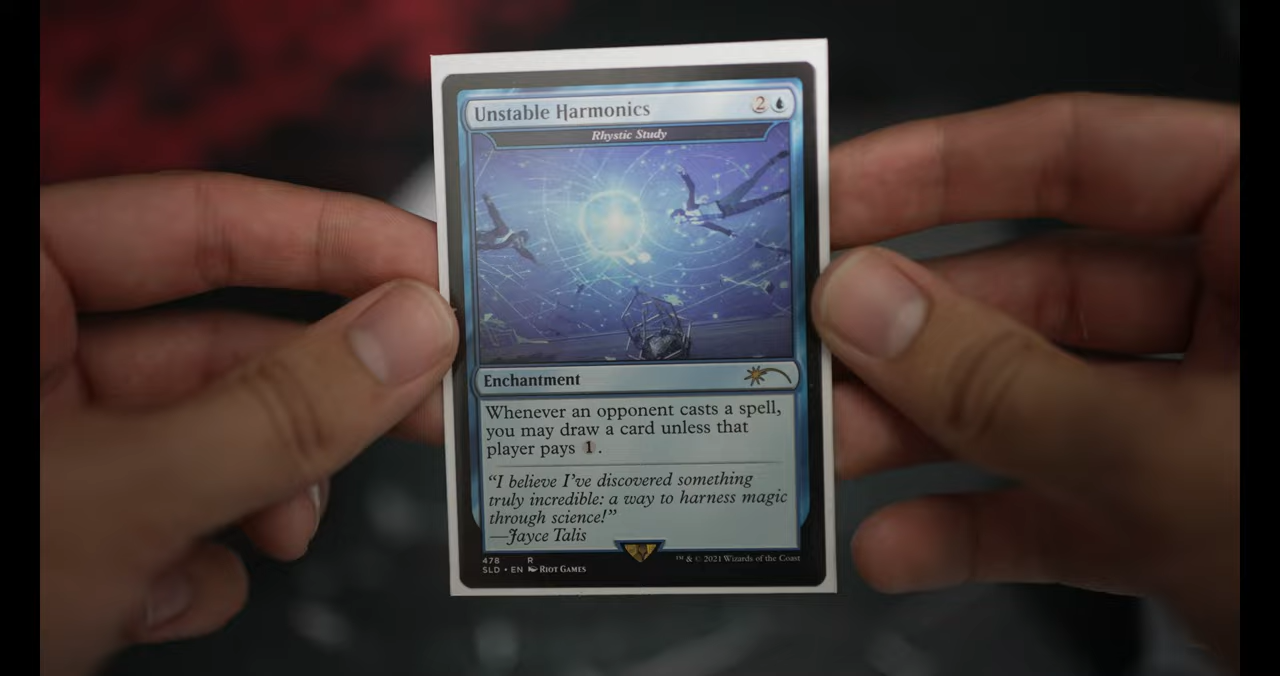 Unstable Harmonics 2
Rhystic Study
Enchantment
Whenever an opponent casts a spell,
you may draw a card unless that
player pays 1.
"I believe I've discovered something
truly incredible: a way to harness magic
through science!"
—Jayce Talis
478 R
SLD • EN RIOT GAMES
™ & © 2021 Wizards of the Coast